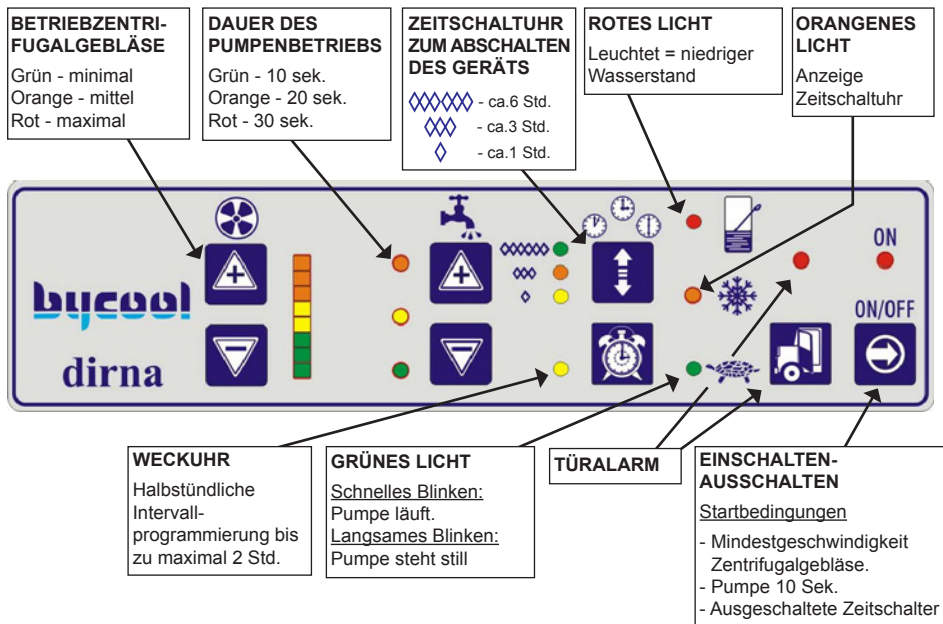 BETRIEBZENTRI-
FUGALGEBLÄSE
Grün - minimal
Orange - mittel
Rot - maximal
DAUER DES
PUMPENBETRIEBS
Grün - 10 sek.
Orange - 20 sek.
Rot - 30 sek.
ZEITSCHALTUHR
ZUM ABSCHALTEN
DES GERÄTS
- ca.6 Std.
- ca.3 Std.
- ca.1 Std.
ROTES LICHT
Leuchtet = niedriger
Wasserstand
ORANGENES
LICHT
Anzeige
Zeitschaltuhr
bycool
dirna
ON
ON/OFF
WECKUHR
Halbstündliche
Intervall-
programmierung bis
zu maximal 2 Std.
GRÜNES LICHT
Schnelles Blinken:
Pumpe läuft.
Langsames Blinken:
Pumpe steht still
TÜRALARM
EINSCHALTEN-
AUSSCHALTEN
Startbedingungen
- Mindestgeschwindigkeit
Zentrifugalgebläse.
- Pumpe 10 Sek.
- Ausgeschaltete Zeitschalter